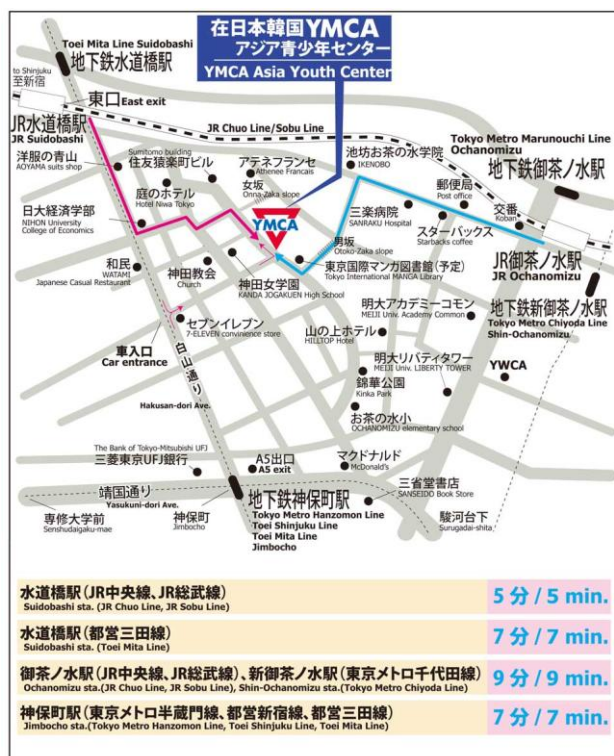 在日本韓国YMCA
アジア青少年センター
YMCA Asia Youth Center
Toei Mita Line Suidobashi
地下鉄水道橋駅
to Shinjuku
至新宿
東口East exit
JR水道橋駅
JR Suidobashi
JR Chuo Line/Sobu Line
Tokyo Metro Marunouchi Line
Ochanomizu
地下鉄御茶ノ水駅
洋服の青山
AOYAMA suits shop
Sumitomo building
住友猿楽町ビル
アテネフランセ
Athenee Francais
池坊お茶の水学院
IKENOBO
庭のホテル
Hotel Niwa Tokyo
女坂
Onna-Zaka slope
郵便局
Post office
交番
Koban
三楽病院
SANRAKU Hospital
スターバックス
Starbacks coffee
日大経済学部
NIHON University
College of Economics
YMCA
男坂
Otoko-Zaka slope
JR御茶ノ水駅
JR Ochanomizu
和民
WATAMI
Japanese Casual Restaurant
神田教会
Church
神田女学園
KANDA JOGAKUEN High School
東京国際マンガ図書館(予定)
Tokyo International MANGA Library
地下鉄新御茶ノ水駅
Tokyo Metro Chiyoda Line
Shin-Ochanomizu
明大アカデミーコモン
MEIJI Univ. Academy Common
セブンイレブン
7-ELEVEN convinience store
山の上ホテル
HILLTOP Hotel
車入口
Car entrance
白山通り
Hakusan-dori Ave.
明大リバティタワー
MEIJI Univ. LIBERTY TOWER
YWCA
錦華公園
Kinka Park
お茶の水小
OCHANOMIZU elementary school
The Bank of Tokyo-Mitsubishi UFJ
三菱東京UFJ銀行
A5出口
A5 exit
マクドナルド
McDonald's
靖国通り
Yasukuni-dori Ave.
三省堂書店
SANSEIDO Book Store
専修大学前
Senshudaigaku-mae
神保町
Jimbocho
地下鉄神保町駅
Tokyo Metro Hanzomon Line
Toei Shinjuku Line
Toei Mita Line
Jimbocho
駿河台下
Surugadai-shita
水道橋駅(JR中央線、JR総武線)
Suidobashi sta. (JR Chuo Line, JR Sobu Line)
5 分 / 5 min.
水道橋駅(都営三田線)
Suidobashi sta. (Toei Mita Line)
7 分 / 7 min.
御茶ノ水駅(JR中央線、JR総武線)、新御茶ノ水駅(東京メトロ千代田線)
Ochanomizu sta.(JR Chuo Line, JR Sobu Line), Shin-Ochanomizu sta.(Tokyo Metro Chiyoda Line)
9 分 / 9 min.
神保町駅(東京メトロ半蔵門線、都営新宿線、都営三田線)
Jimbocho sta.(Tokyo Metro Hanzomon Line, Toei Shinjuku Line, Toei Mita Line)
7 分 / 7 min.